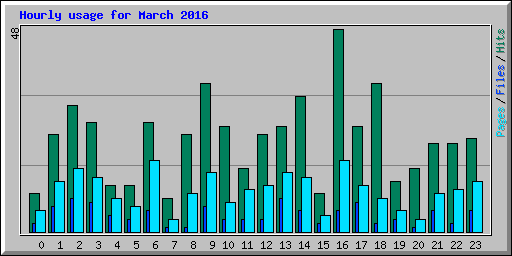 Hourly usage for March 2016
48
Pages/Files/Hits
0 1 2 3 4 5 6 7 8 9 10 11 12 13 14 15 16 17 18 19 20 21 22 23